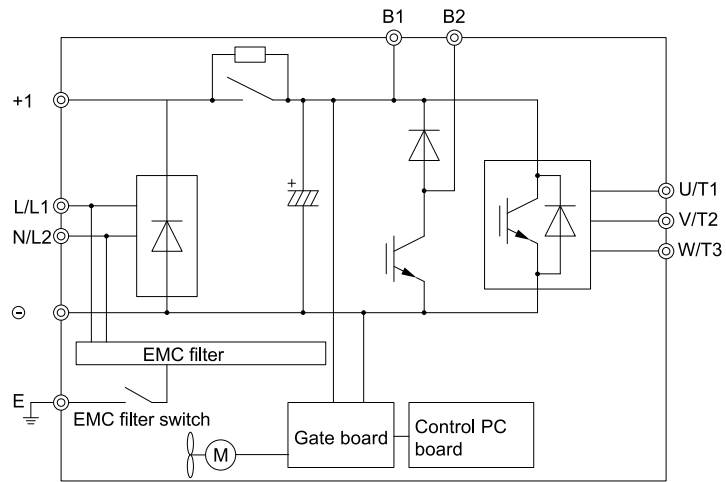 B1
B2
+1
+
L/L1
N/L2
⊖
U/T1
V/T2
W/T3
EMC filter
E
EMC filter switch
M
Gate board
Control PC
board